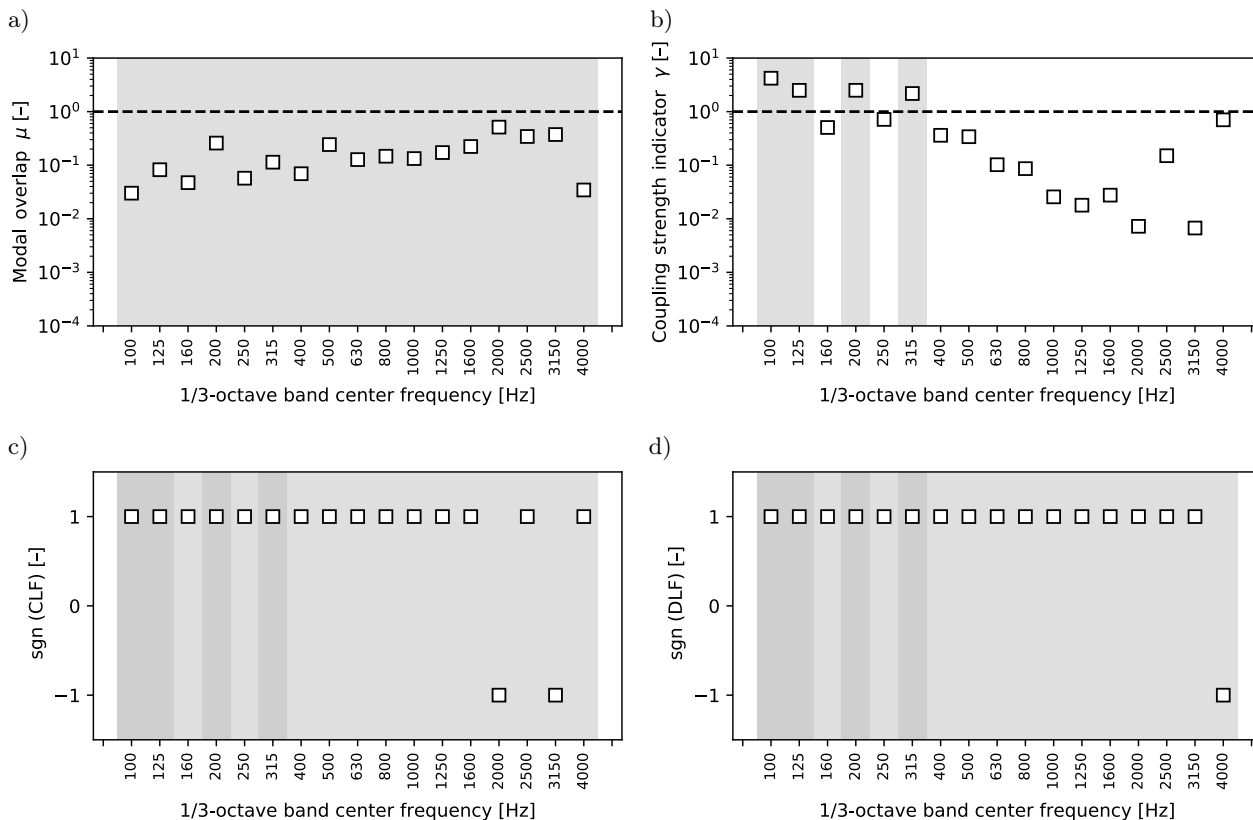 a)
Modal overlap μ [–]
10^1
10^0
10^−1
10^−2
10^−3
10^−4
100 125 160 200 250 315 400 500 630 800 1000 1250 1600 2000 2500 3150 4000
1/3-octave band center frequency [Hz]
b)
Coupling strength indicator γ [–]
10^1
10^0
10^−1
10^−2
10^−3
10^−4
100 125 160 200 250 315 400 500 630 800 1000 1250 1600 2000 2500 3150 4000
1/3-octave band center frequency [Hz]
c)
sgn (CLF) [–]
1
0
−1
100 125 160 200 250 315 400 500 630 800 1000 1250 1600 2000 2500 3150 4000
1/3-octave band center frequency [Hz]
d)
sgn (DLF) [–]
1
0
−1
100 125 160 200 250 315 400 500 630 800 1000 1250 1600 2000 2500 3150 4000
1/3-octave band center frequency [Hz]